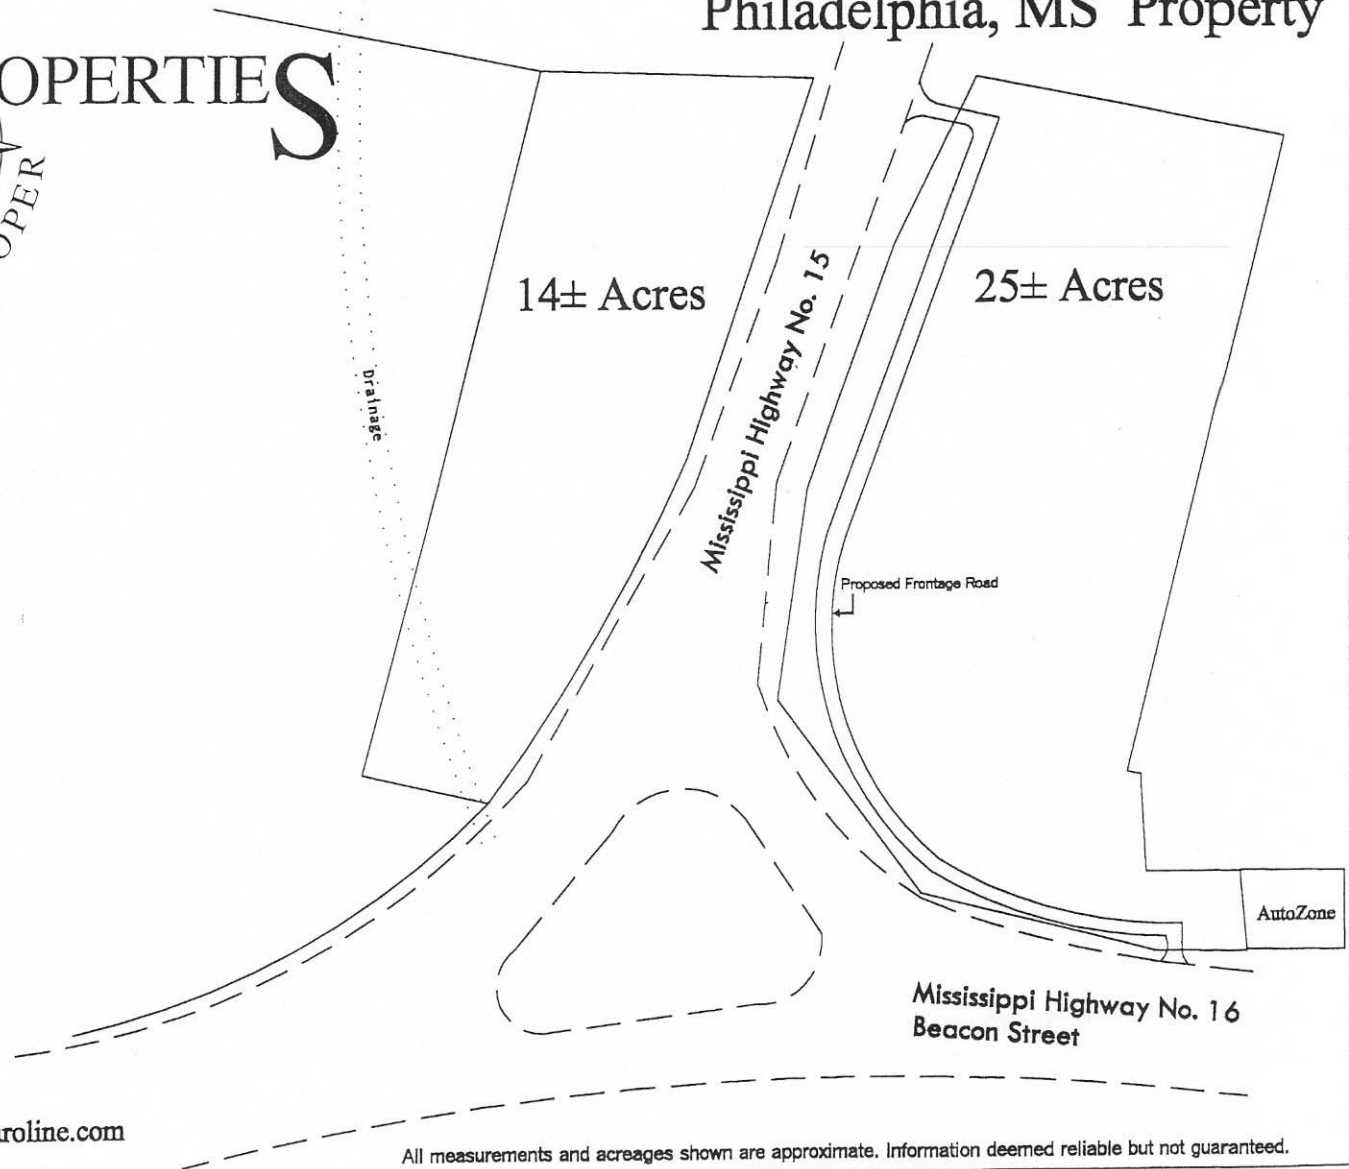 Philadelphia, MS Property
OPERTIES
OPER
14± Acres
25± Acres
Mississippi Highway No. 15
Drainage
Proposed Frontage Road
AutoZone
Mississippi Highway No. 16
Beacon Street
roline.com
All measurements and acreages shown are approximate. Information deemed reliable but not guaranteed.